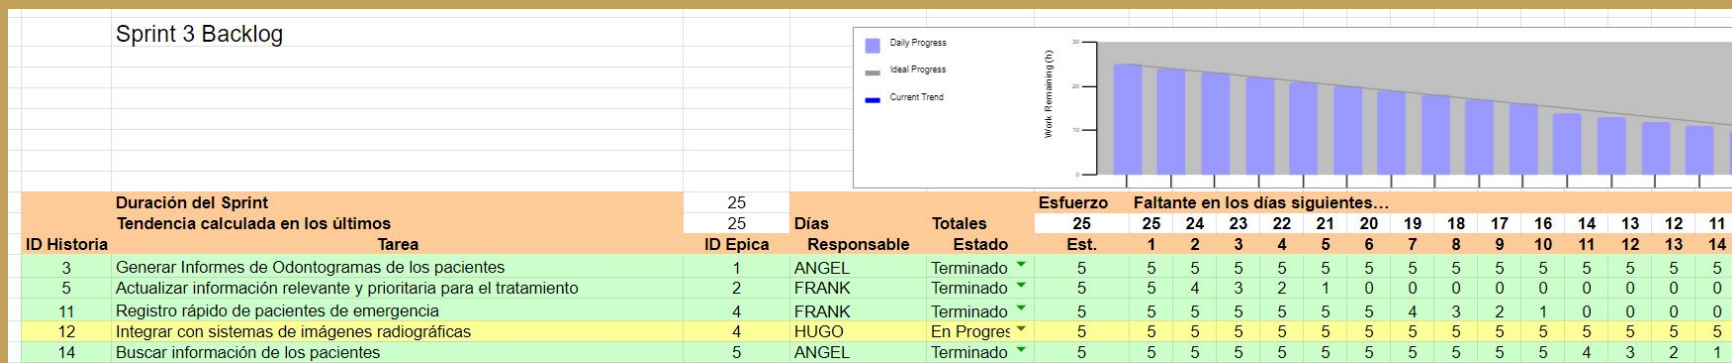 Sprint 3 Backlog
Daily Progress
Ideal Progress
Current Trend
Work Remaining (h)
30
20
10
0
Duración del Sprint 25 Esfuerzo Faltante en los días siguientes...
Tendencia calculada en los últimos 25 Días Totales 25 25 24 23 22 21 20 19 18 17 16 14 13 12 11
ID Historia Tarea ID Epica Responsable Estado Est. 1 2 3 4 5 6 7 8 9 10 11 12 13 14
3 Generar Informes de Odontogramas de los pacientes 1 ANGEL Terminado 5 5 5 5 5 5 5 5 5 5 5 5 5 5 5
5 Actualizar información relevante y prioritaria para el tratamiento 2 FRANK Terminado 5 5 4 3 2 1 0 0 0 0 0 0 0 0 0
11 Registro rápido de pacientes de emergencia 4 FRANK Terminado 5 5 5 5 5 5 5 4 3 2 1 0 0 0 0
12 Integrar con sistemas de imágenes radiográficas 4 HUGO En Progres 5 5 5 5 5 5 5 5 5 5 5 5 5 5 5
14 Buscar información de los pacientes 5 ANGEL Terminado 5 5 5 5 5 5 5 5 5 5 5 4 3 2 1